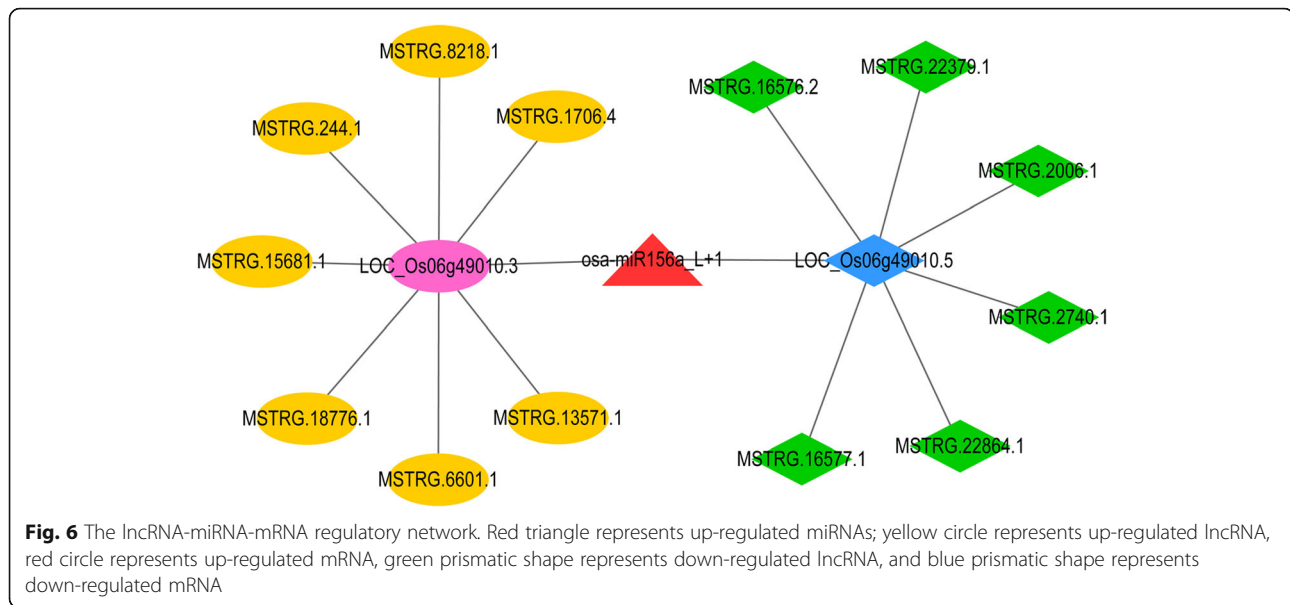 MSTRG.8218.1
MSTRG.22379.1
MSTRG.16576.2
MSTRG.1706.4
MSTRG.244.1
MSTRG.2006.1
MSTRG.15681.1
LOC_Os06g49010.3
osa-miR156a_L+1
LOC_Os06g49010.5
MSTRG.2740.1
MSTRG.18776.1
MSTRG.13571.1
MSTRG.22864.1
MSTRG.16577.1
MSTRG.6601.1
Fig. 6 The lncRNA-miRNA-mRNA regulatory network. Red triangle represents up-regulated miRNAs; yellow circle represents up-regulated lncRNA,
red circle represents up-regulated mRNA, green prismatic shape represents down-regulated lncRNA, and blue prismatic shape represents
down-regulated mRNA